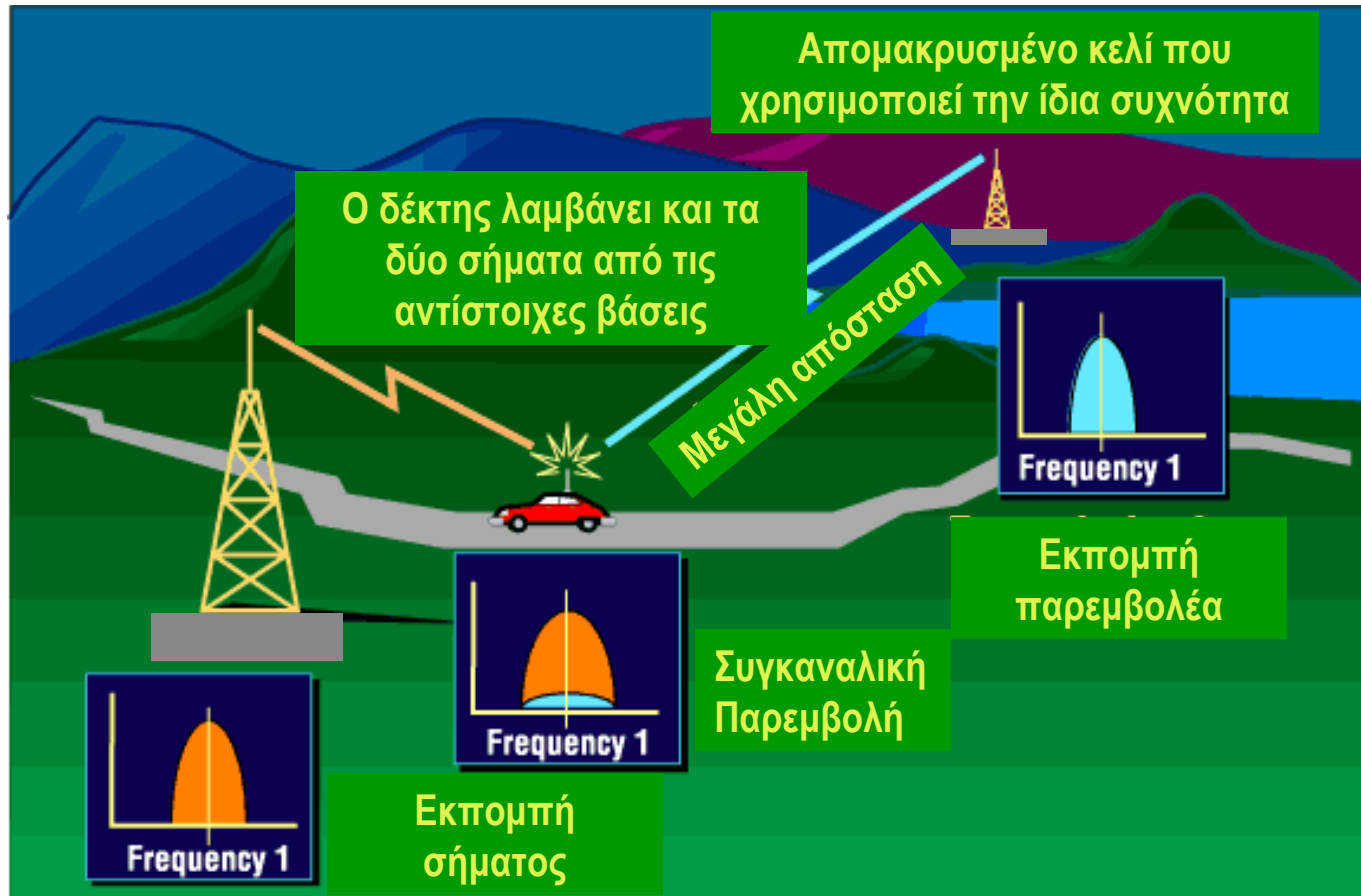 Απομακρυσμένο κελί που
χρησιμοποιεί την ίδια συχνότητα
Ο δέκτης λαμβάνει και τα
δύο σήματα από τις
αντίστοιχες βάσεις
Μεγάλη απόσταση
Frequency 1
Εκπομπή
παρεμβολέα
Frequency 1
Συγκαναλική
Παρεμβολή
Frequency 1
Εκπομπή
σήματος